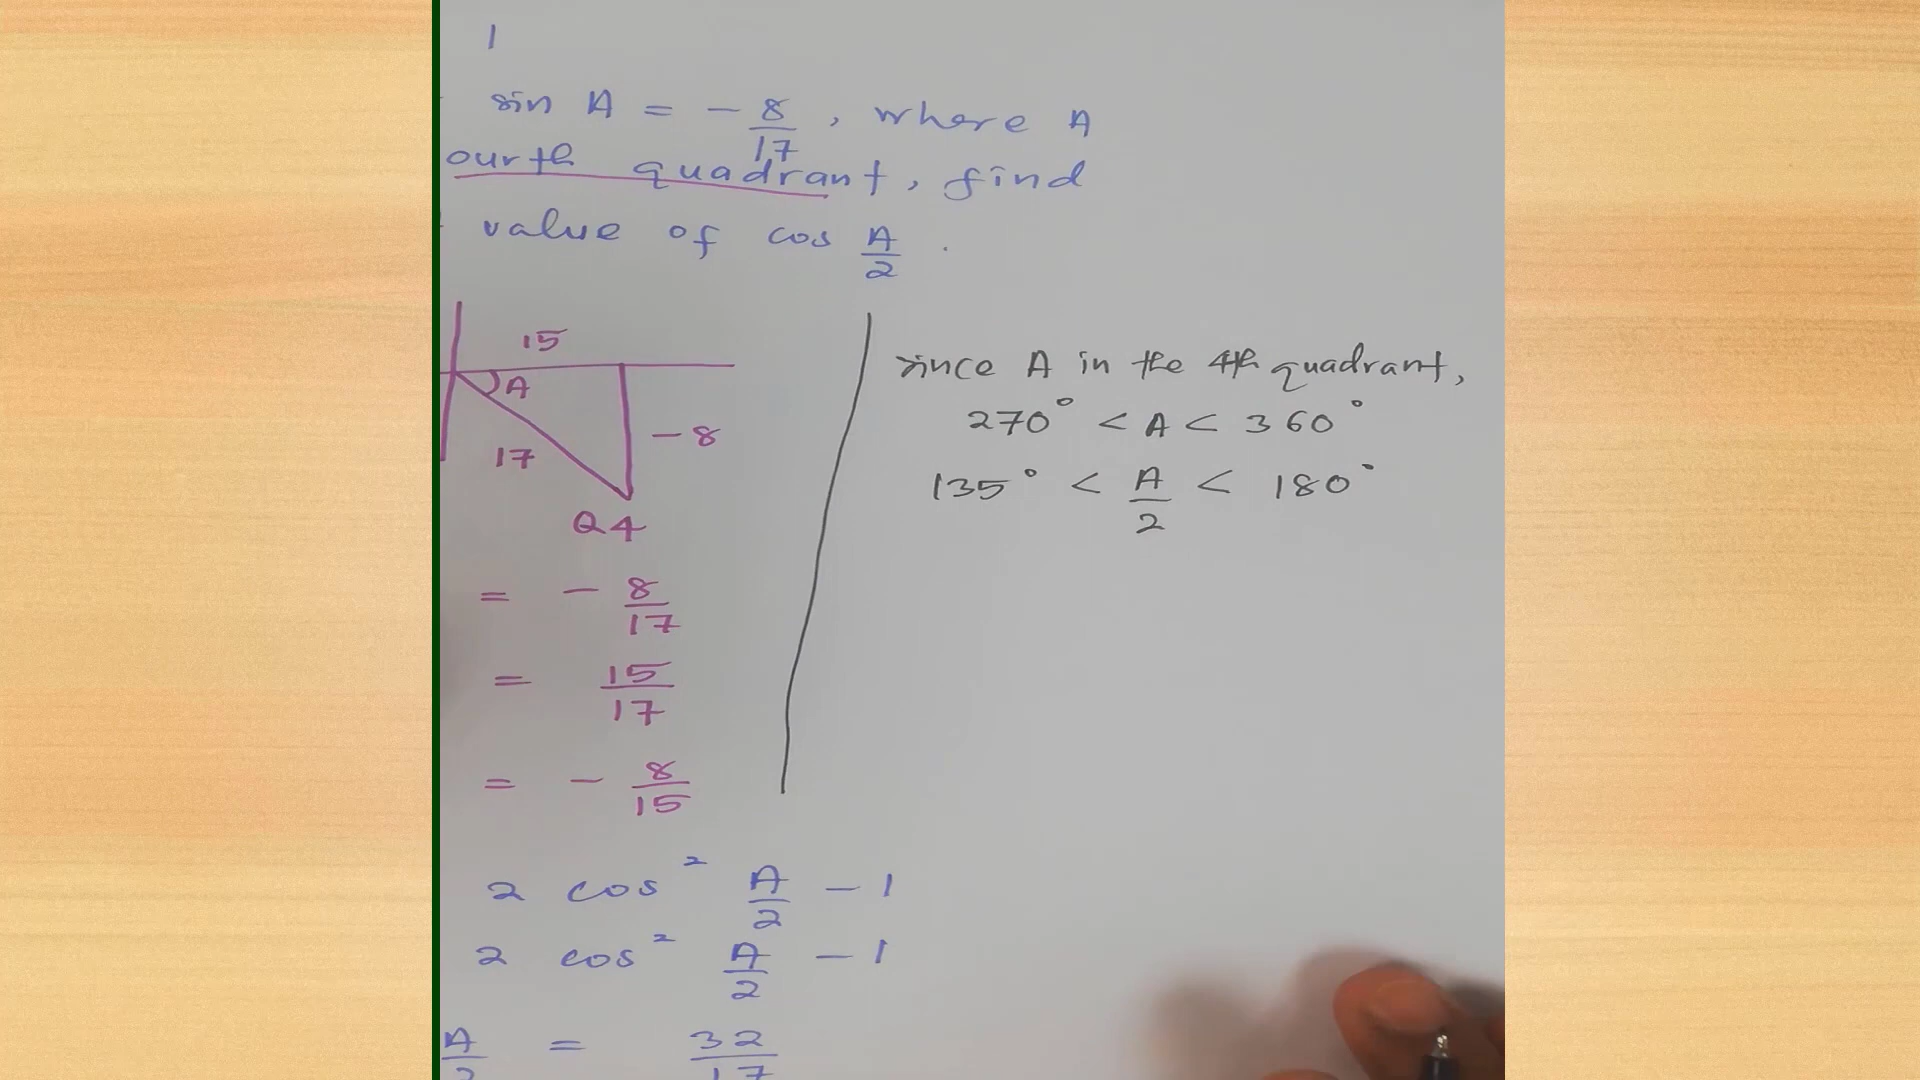 1
sin A = - 8/17, where A
ourth quadrant, find
value of cos A/2.
15
A
17
-8
Q4
= - 8/17
= 15/17
= - 8/15
2 cos² A/2 - 1
2 cos² A/2 - 1
A/2 = 32/17
since A in the 4th quadrant,
270° < A < 360°
135° < A/2 < 180°